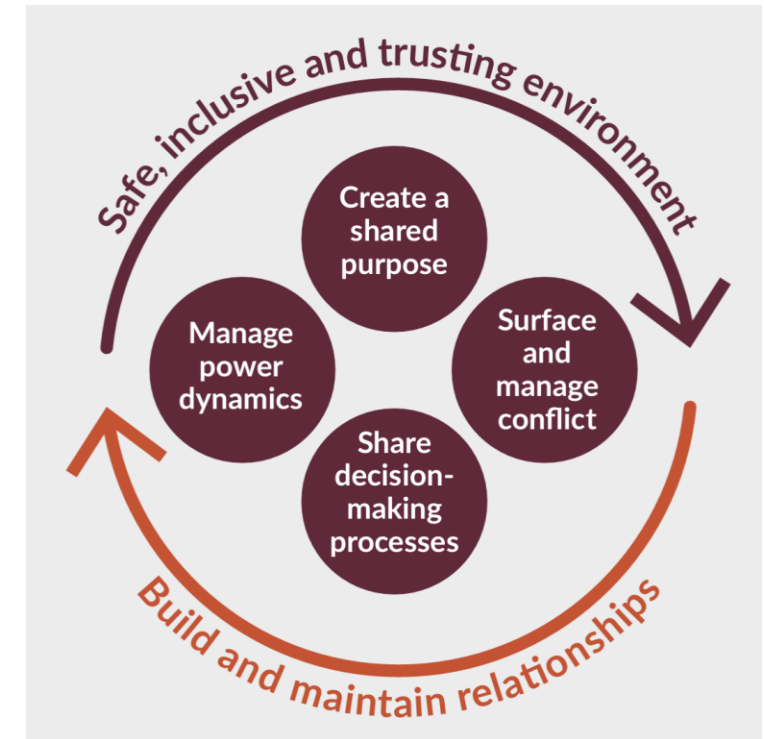 Safe, inclusive and trusting environment
Create a
shared
purpose
Manage
power
dynamics
Surface
and
manage
conflict
Share
decision-
making
processes
Build and maintain relationships